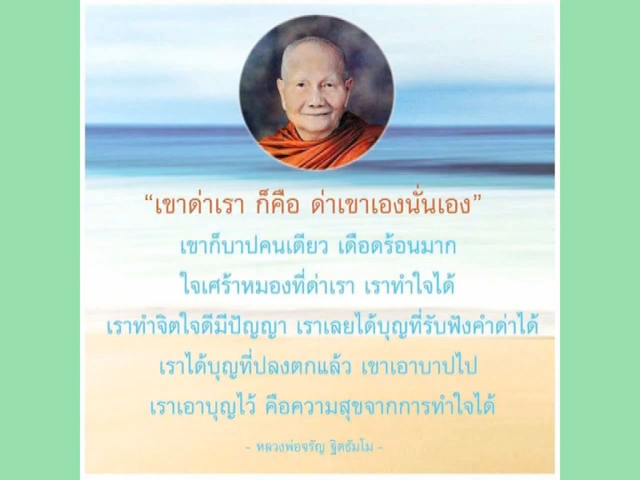 “เขาด่าเรา ก็คือ ด่าเขาเองนั่นเอง”
เขาก็บาปคนเดียว เดือดร้อนมาก
ใจเศร้าหมองที่ด่าเรา เราทำใจได้
เราทำจิตใจดีมีปัญญา เราเลยได้บุญที่รับฟังคำด่าได้
เราได้บุญที่ปลงตกแล้ว เขาเอาบาปไป
เราเอาบุญไว้ คือความสุขจากการทำใจได้
- หลวงพ่อจรัญ ฐิตธัมโม -